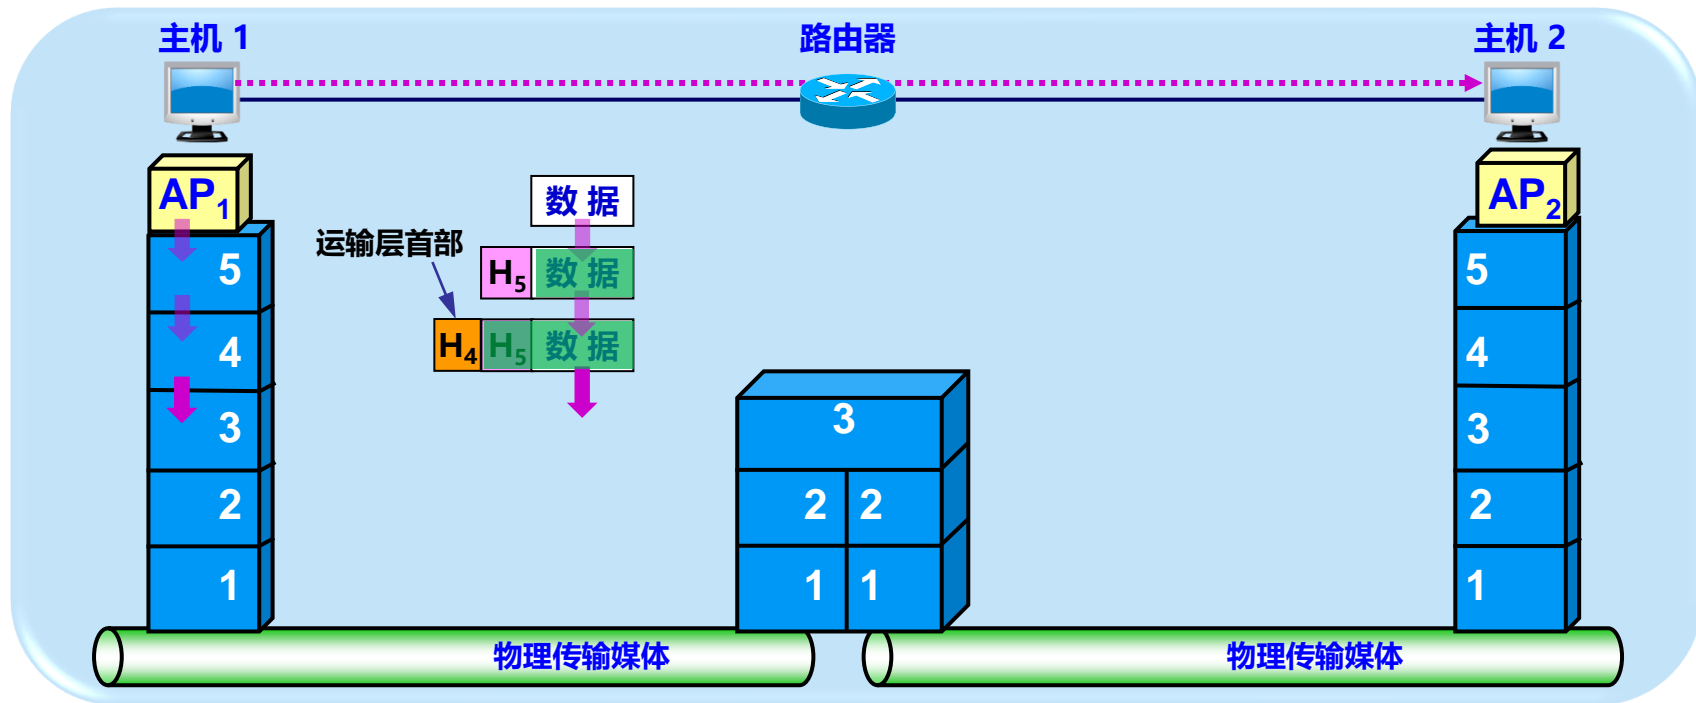 主机 1
路由器
主机 2
AP1
AP2
数 据
运输层首部
H5 数 据
H4 H5 数 据
5
4
3
2
1
3
2 2
1 1
5
4
3
2
1
物理传输媒体
物理传输媒体